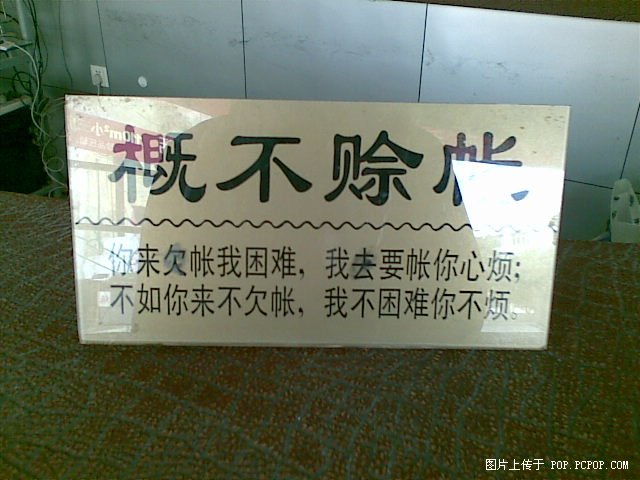 概不赊帐
你来欠帐我困难，我去要帐你心烦；
不如你来不欠帐，我不困难你不烦。
图片上传于 POP.PCPOP.COM